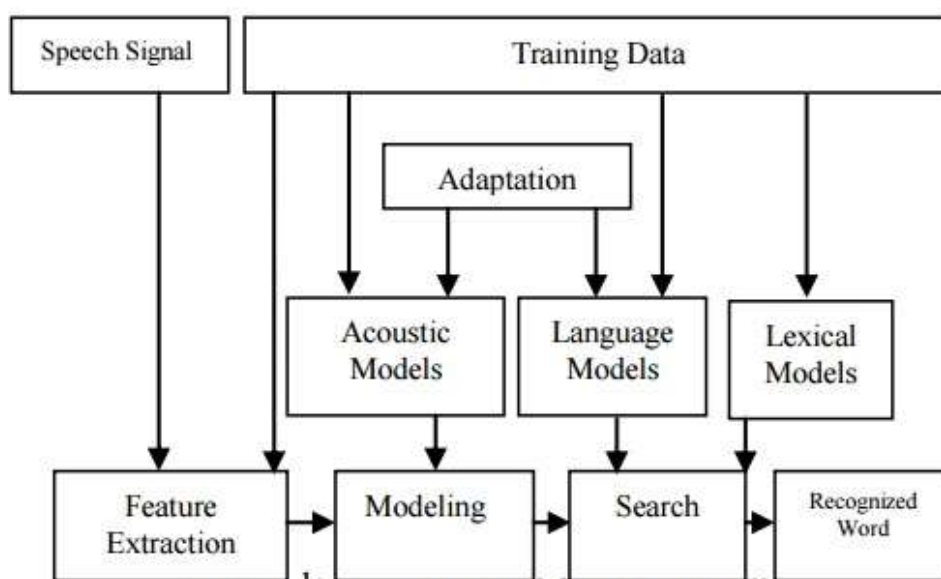 Speech Signal
Training Data
Adaptation
Acoustic
Models
Language
Models
Lexical
Models
Feature
Extraction
Modeling
Search
Recognized
Word